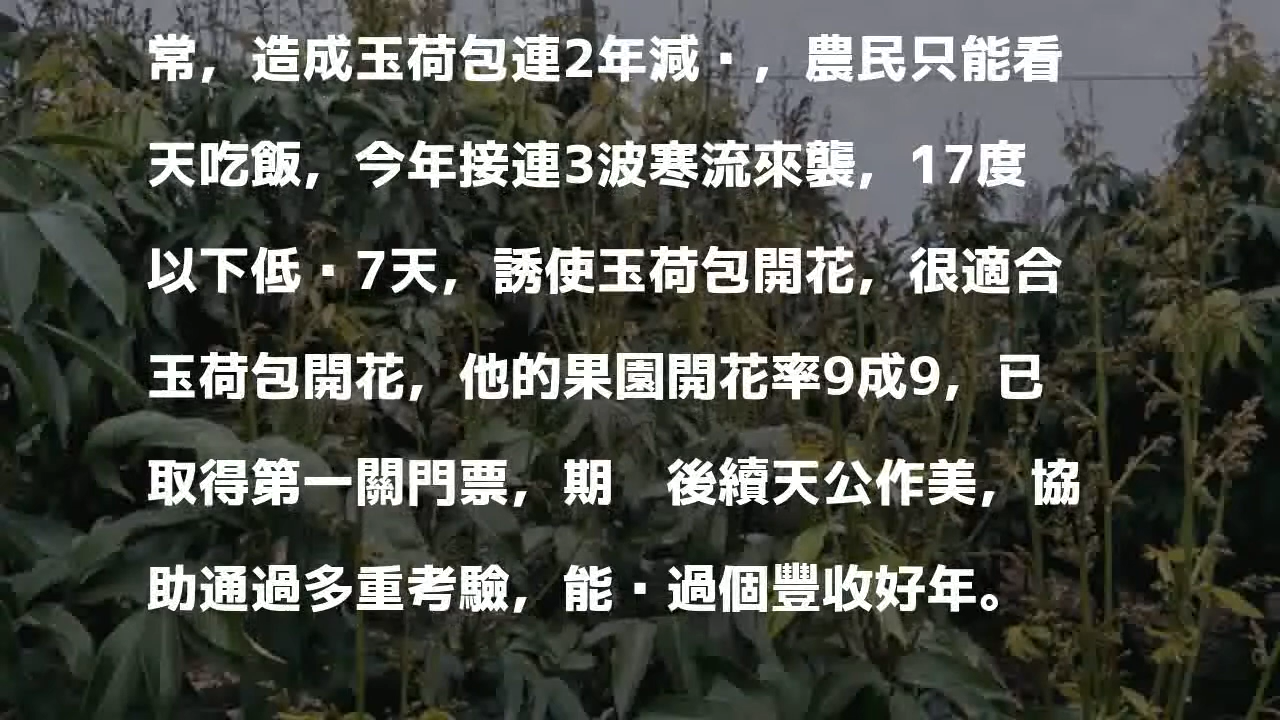 常，造成玉荷包連2年減▪，農民只能看
天吃飯，今年接連3波寒流來襲，17度
以下低▪7天，誘使玉荷包開花，很適合
玉荷包開花，他的果園開花率9成9，已
取得第一關門票，期　後續天公作美，協
助通過多重考驗，能▪過個豐收好年。